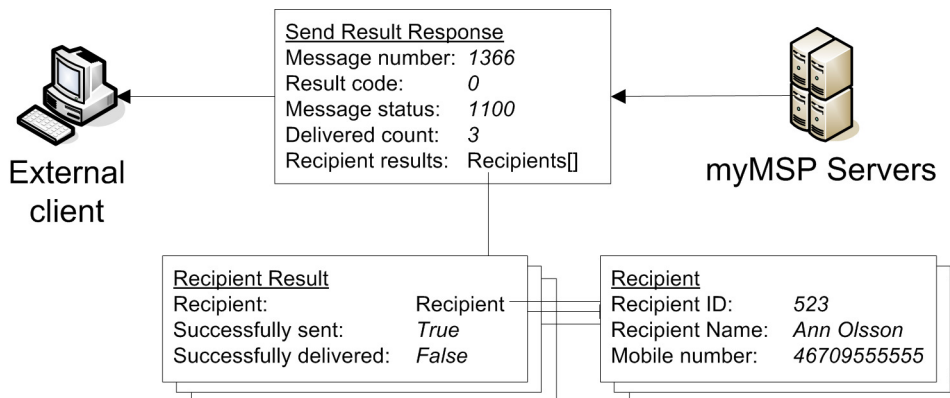 Send Result Response
Message number: 1366
Result code: 0
Message status: 1100
Delivered count: 3
Recipient results: Recipients[]
External
client
myMSP Servers
Recipient Result
Recipient: Recipient
Successfully sent: True
Successfully delivered: False
Recipient
Recipient ID: 523
Recipient Name: Ann Olsson
Mobile number: 46709555555